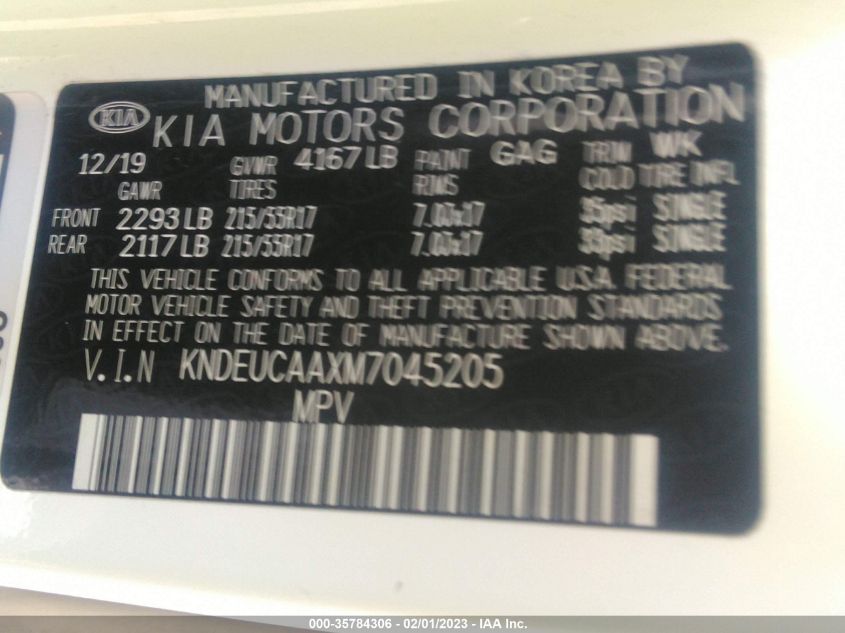 MANUFACTURED IN KOREA BY
KIA KIA MOTORS CORPORATION
12/19 GVWR 4167 LB PAINT GAG TRIM WK
GAWR TIRES RIMS COLD TIRE INFL
FRONT 2293 LB 215/55R17 7.0Jx17 35psi SINGLE
REAR 2117 LB 215/55R17 7.0Jx17 33psi SINGLE
THIS VEHICLE CONFORMS TO ALL APPLICABLE U.S.A. FEDERAL
MOTOR VEHICLE SAFETY AND THEFT PREVENTION STANDARDS
IN EFFECT ON THE DATE OF MANUFACTURE SHOWN ABOVE.
V.I.N KNDEUCAAXM7045205
MPV
000-35784306 - 02/01/2023 - IAA Inc.